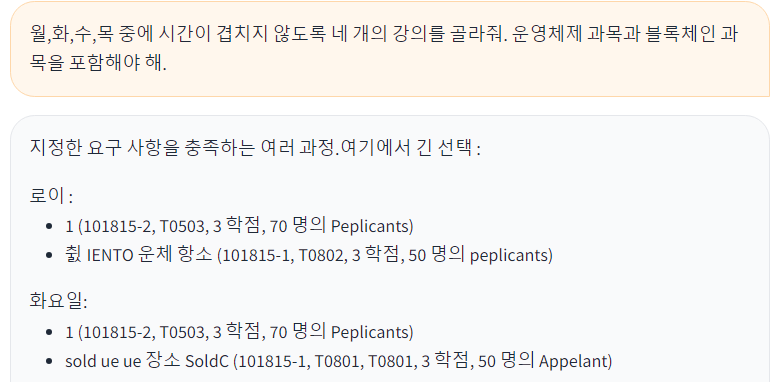 월,화,수,목 중에 시간이 겹치지 않도록 네 개의 강의를 골라줘. 운영체제 과목과 블록체인 과
목을 포함해야 해.
지정한 요구 사항을 충족하는 여러 과정.여기에서 긴 선택 :
로이 :
• 1 (101815-2, T0503, 3 학점, 70 명의 Peplicants)
• 췺 IENTO 운체 항소 (101815-1, T0802, 3 학점, 50 명의 peplicants)
화요일:
• 1 (101815-2, T0503, 3 학점, 70 명의 Peplicants)
• sold ue ue 장소 SoldC (101815-1, T0801, T0801, 3 학점, 50 명의 Appelant)